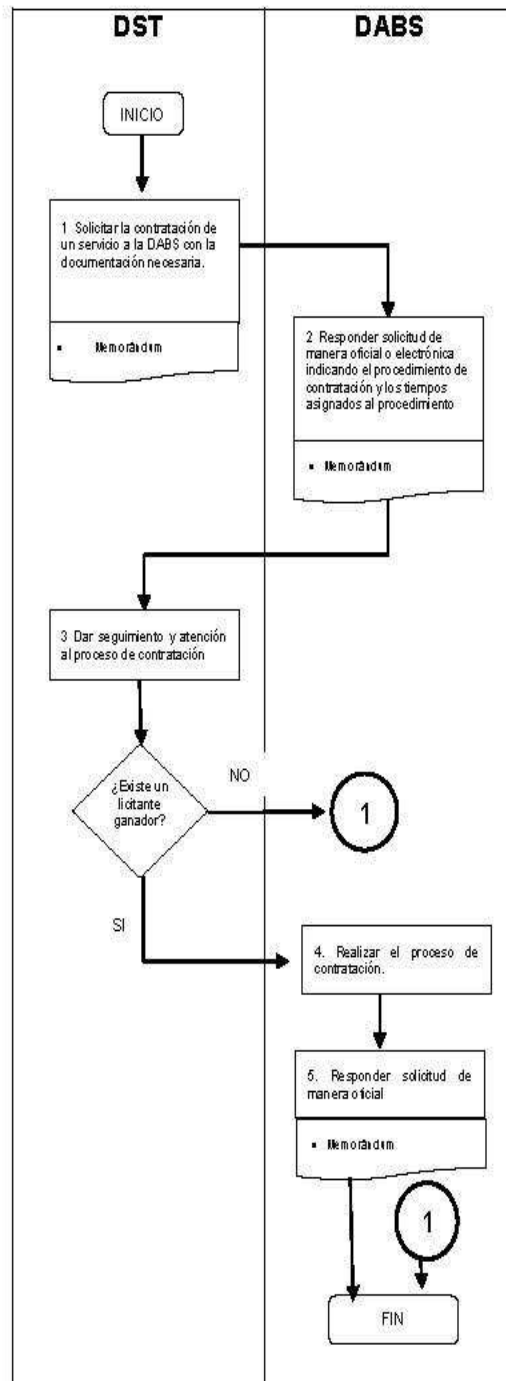 DST
DABS
INICIO
1 Solicitar la contratación de
un servicio a la DABS con la
documentación necesaria.
• Memorándum
2 Responder solicitud de
manera oficial o electrónica
indicando el procedimiento de
contratación y los tiempos
asignados al procedimiento
• Memorándum
3 Dar seguimiento y atención
al proceso de contratación
¿Existe un
licitante
ganador?
NO
1
SI
4. Realizar el proceso de
contratación.
5. Responder solicitud de
manera oficial
• Memorándum
1
FIN